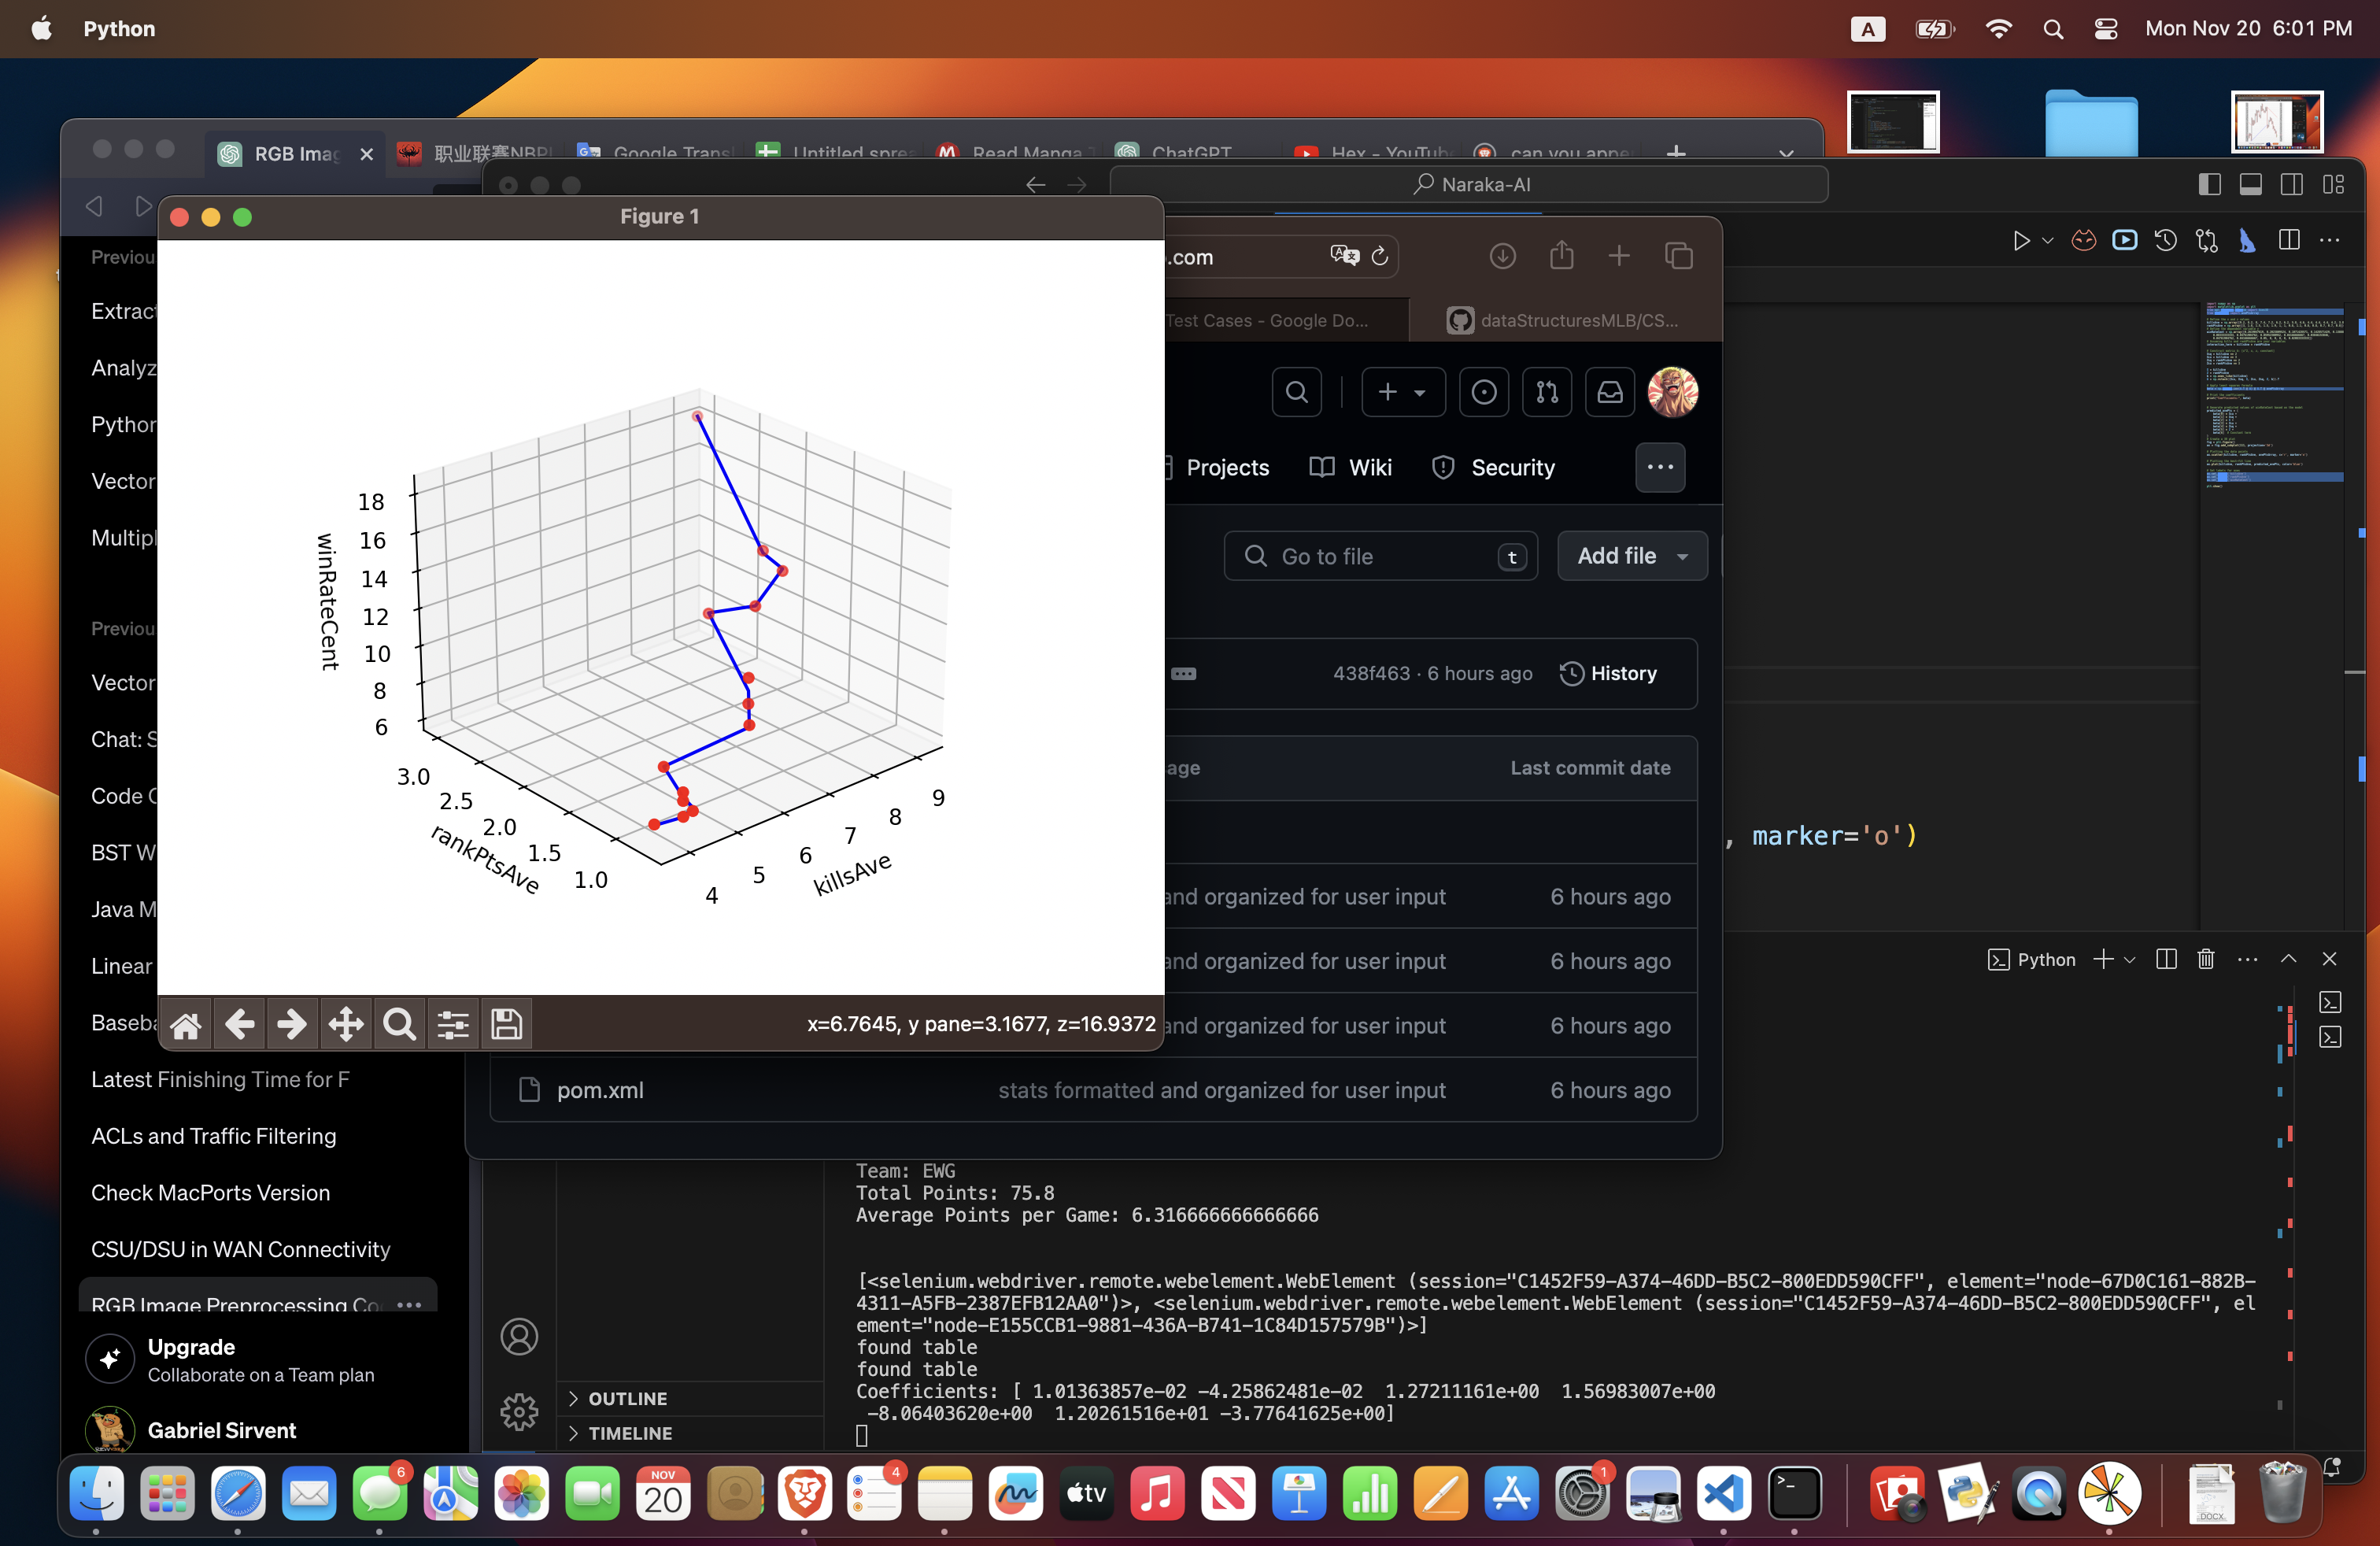 Python
A
Mon Nov 20 6:01 PM
RGB Imag
职业联赛NBPL
Google Transl
Untitled sprea
Read Manga
ChatGPT
Hex - YouTub
can you appe
Naraka-AI
Figure 1
.com
Test Cases - Google Do...
dataStructuresMLB/CS...
Previou
Extrac
Analyz
Python
Vector
Multipl
Previou
Vector
Chat: S
Code C
BST W
Java M
Linear
Baseba
Latest Finishing Time for F
ACLs and Traffic Filtering
Check MacPorts Version
CSU/DSU in WAN Connectivity
RGB Image Preprocessing Co
Upgrade
Collaborate on a Team plan
Gabriel Sirvent
18
16
14
12
10
8
6
winRateCent
3.0
2.5
2.0
1.5
1.0
rankPtsAve
4
5
6
7
8
9
killsAve
x=6.7645, y pane=3.1677, z=16.9372
Projects
Wiki
Security
Go to file
t
Add file
438f463 · 6 hours ago
History
age
Last commit date
and organized for user input
6 hours ago
and organized for user input
6 hours ago
and organized for user input
6 hours ago
pom.xml
stats formatted and organized for user input
6 hours ago
, marker='o')
Python
Team: EWG
Total Points: 75.8
Average Points per Game: 6.316666666666666
[<selenium.webdriver.remote.webelement.WebElement (session="C1452F59-A374-46DD-B5C2-800EDD590CFF", element="node-67D0C161-882B-
4311-A5FB-2387EFB12AA0")>, <selenium.webdriver.remote.webelement.WebElement (session="C1452F59-A374-46DD-B5C2-800EDD590CFF", el
ement="node-E155CCB1-9881-436A-B741-1C84D157579B")>]
found table
found table
Coefficients: [ 1.01363857e-02 -4.25862481e-02  1.27211161e+00  1.56983007e+00
-8.06403620e+00  1.20261516e+01 -3.77641625e+00]
OUTLINE
TIMELINE
6
NOV
20
4
tv
1
DOCX